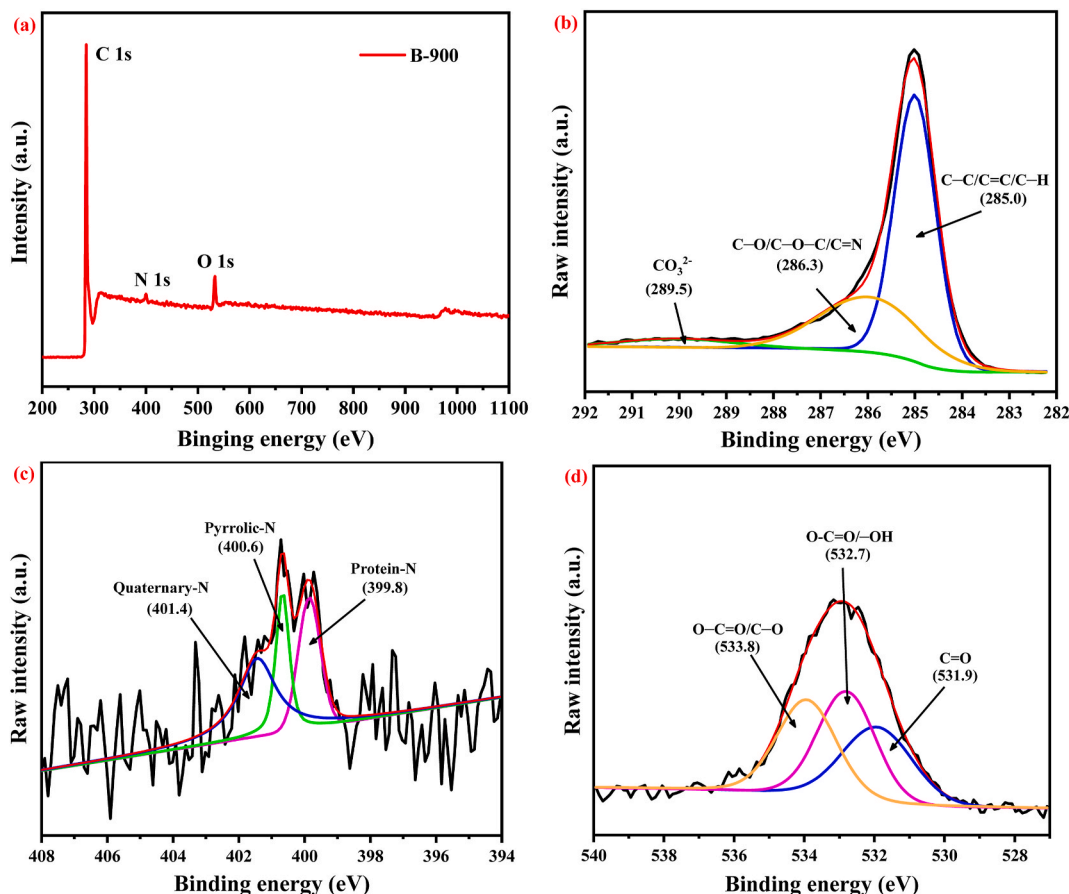 (a)
C 1s
B-900
N 1s
O 1s
Intensity (a.u.)
200 300 400 500 600 700 800 900 1000 1100
Binging energy (eV)
(b)
C−C/C=C/C−H
(285.0)
C−O/C−O−C/C=N
(286.3)
CO₃²⁻
(289.5)
Raw intensity (a.u.)
292 291 290 289 288 287 286 285 284 283 282
Binding energy (eV)
(c)
Pyrrolic-N
(400.6)
Protein-N
(399.8)
Quaternary-N
(401.4)
Raw intensity (a.u.)
408 406 404 402 400 398 396 394
Binding energy (eV)
(d)
O-C=O/−OH
(532.7)
O−C=O/C−O
(533.8)
C=O
(531.9)
Raw intensity (a.u.)
540 538 536 534 532 530 528
Binding energy (eV)